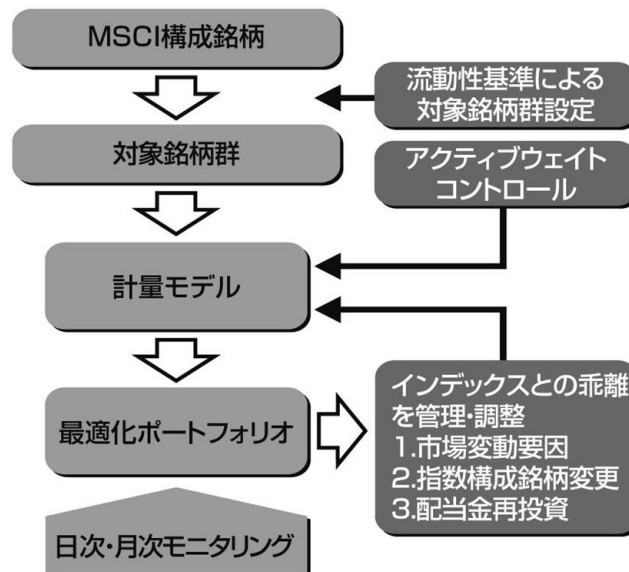 MSCI構成銘柄
流動性基準による
対象銘柄群設定
対象銘柄群
アクティブウェイト
コントロール
計量モデル
最適化ポートフォリオ
インデックスとの乖離
を管理・調整
1.市場変動要因
2.指数構成銘柄変更
3.配当金再投資
日次・月次モニタリング